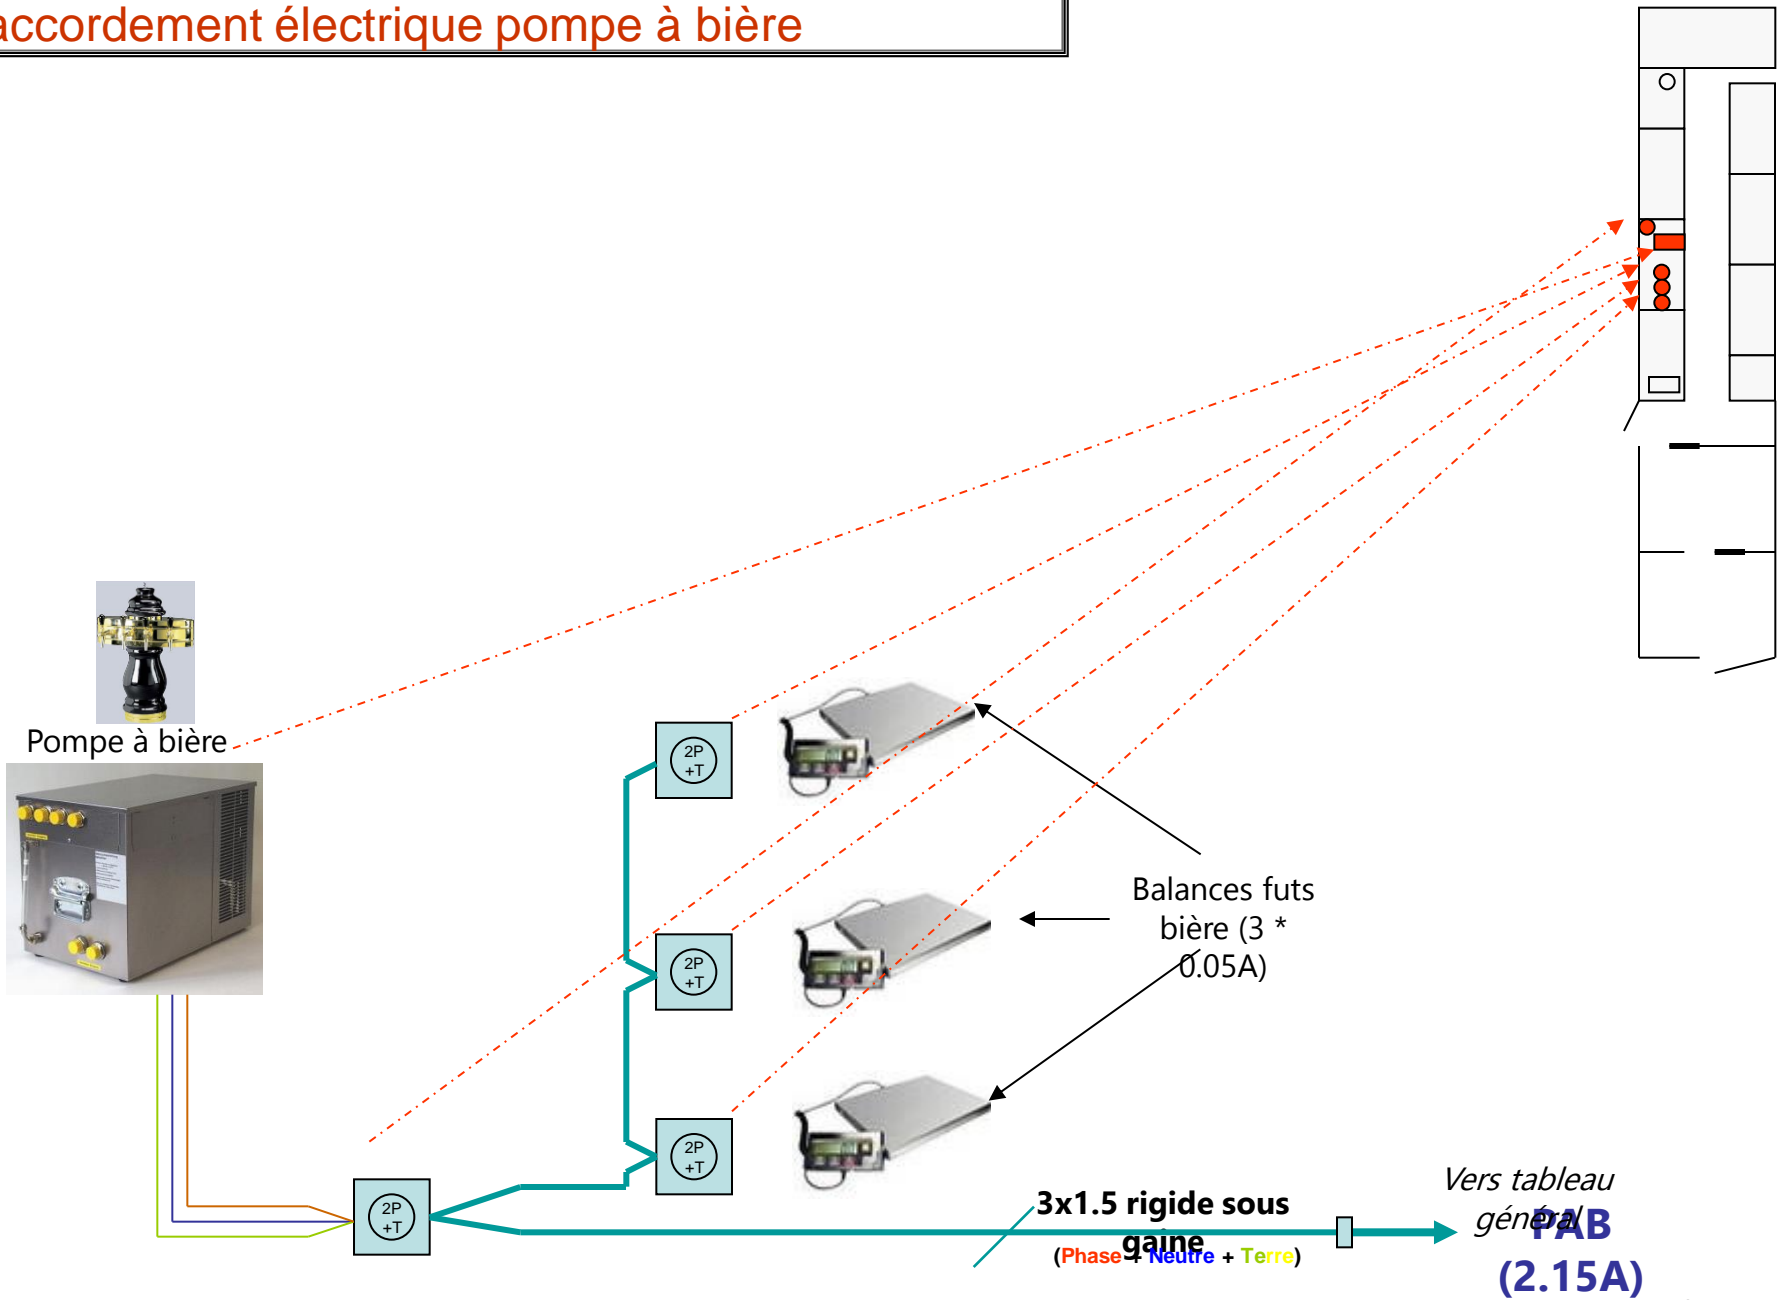 accordement électrique pompe à bière
Pompe à bière
2P
+T
2P
+T
2P
+T
2P
+T
Balances futs
bière (3 *
0.05A)
3x1.5 rigide sous
gaine
(Phase + Neutre + Terre)
Vers tableau
général
PAB
(2.15A)